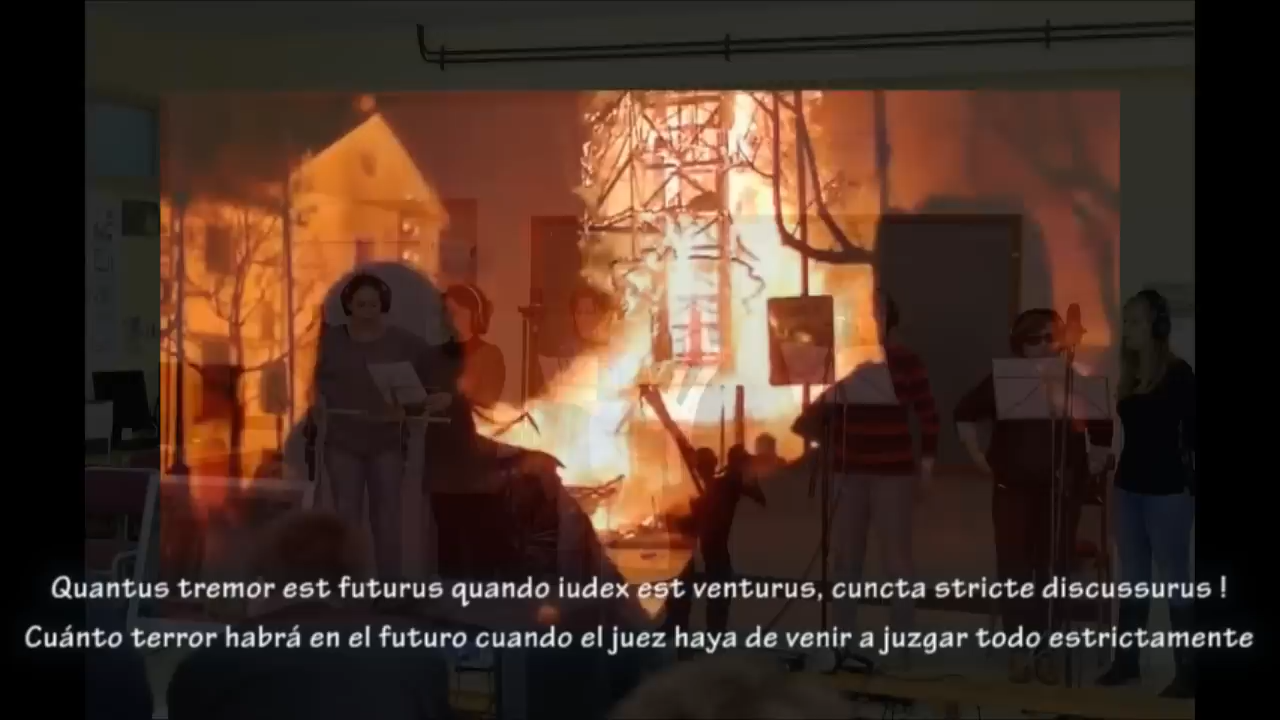 Quantus tremor est futurus quando iudex est venturus, cuncta stricte discussurus !
Cuánto terror habrá en el futuro cuando el juez haya de venir a juzgar todo estrictamente